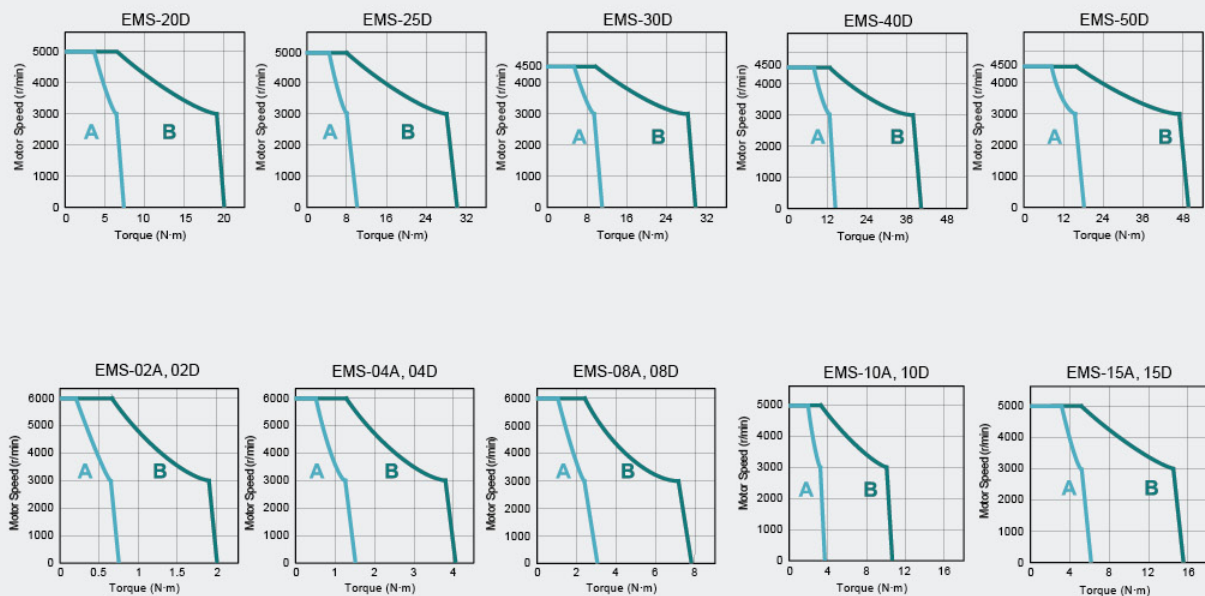 EMS-20D
Motor Speed (r/min)
5000
4000
3000
2000
1000
0
A
B
0 5 10 15 20
Torque (N·m)
EMS-25D
Motor Speed (r/min)
5000
4000
3000
2000
1000
0
A
B
0 8 16 24 32
Torque (N·m)
EMS-30D
Motor Speed (r/min)
4500
4000
3000
2000
1000
0
A
B
0 8 16 24 32
Torque (N·m)
EMS-40D
Motor Speed (r/min)
4500
4000
3000
2000
1000
0
A
B
0 12 24 36 48
Torque (N·m)
EMS-50D
Motor Speed (r/min)
4500
4000
3000
2000
1000
0
A
B
0 12 24 36 48
Torque (N·m)
EMS-02A, 02D
Motor Speed (r/min)
6000
5000
4000
3000
2000
1000
0
A
B
0 0.5 1 1.5 2
Torque (N·m)
EMS-04A, 04D
Motor Speed (r/min)
6000
5000
4000
3000
2000
1000
0
A
B
0 1 2 3 4
Torque (N·m)
EMS-08A, 08D
Motor Speed (r/min)
6000
5000
4000
3000
2000
1000
0
A
B
0 2 4 6 8
Torque (N·m)
EMS-10A, 10D
Motor Speed (r/min)
5000
4000
3000
2000
1000
0
A
B
0 4 8 10 16
Torque (N·m)
EMS-15A, 15D
Motor Speed (r/min)
5000
4000
3000
2000
1000
0
A
B
0 4 8 12 16
Torque (N·m)